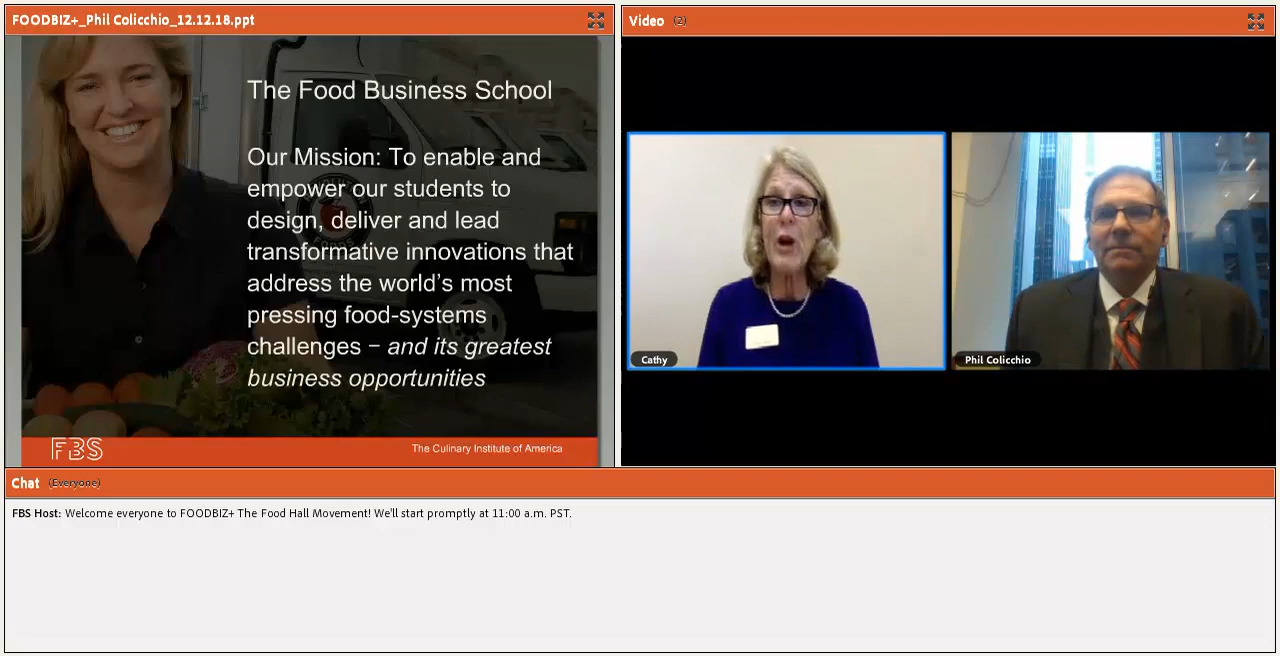 FOODBIZ+_Phil Colicchio_12.12.18.ppt
The Food Business School
Our Mission: To enable and
empower our students to
design, deliver and lead
transformative innovations that
address the world's most
pressing food-systems
challenges – and its greatest
business opportunities
FBS
The Culinary Institute of America
Video (2)
Cathy
Phil Colicchio
Chat (Everyone)
FBS Host: Welcome everyone to FOODBIZ+ The Food Hall Movement! We'll start promptly at 11:00 a.m. PST.